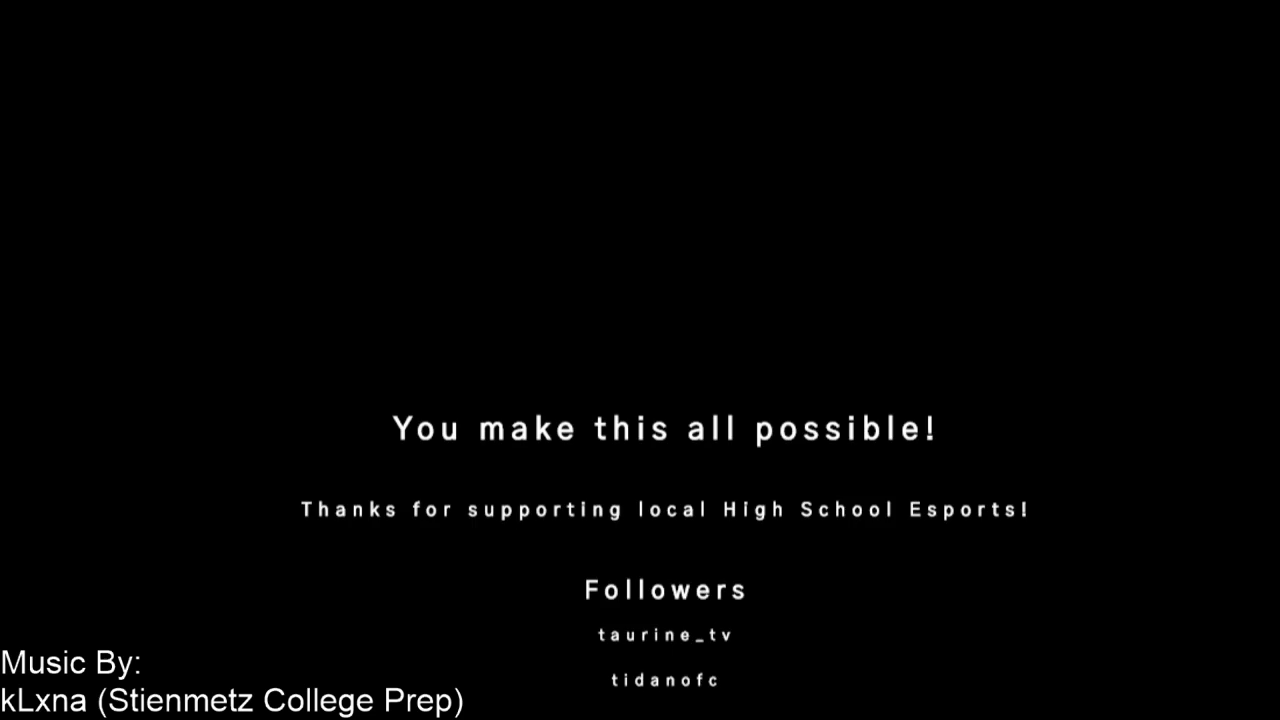 You make this all possible!
Thanks for supporting local High School Esports!
Followers
taurine_tv
tidanofc
Music By:
kLxna (Stienmetz College Prep)